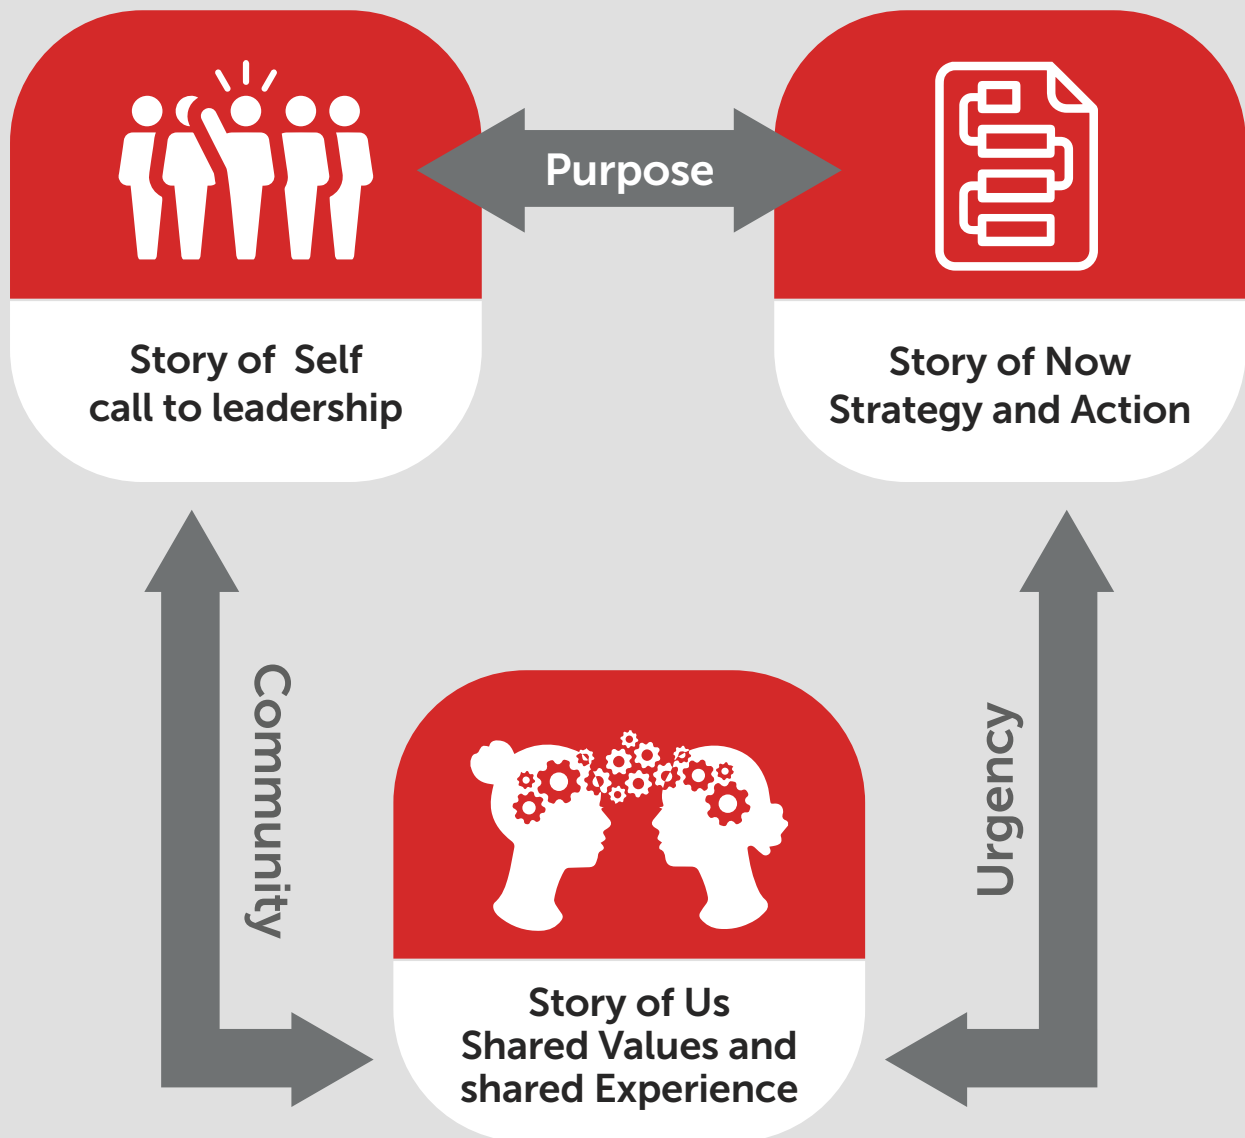 Purpose
Story of Self
call to leadership
Story of Now
Strategy and Action
Community
Urgency
Story of Us
Shared Values and
shared Experience